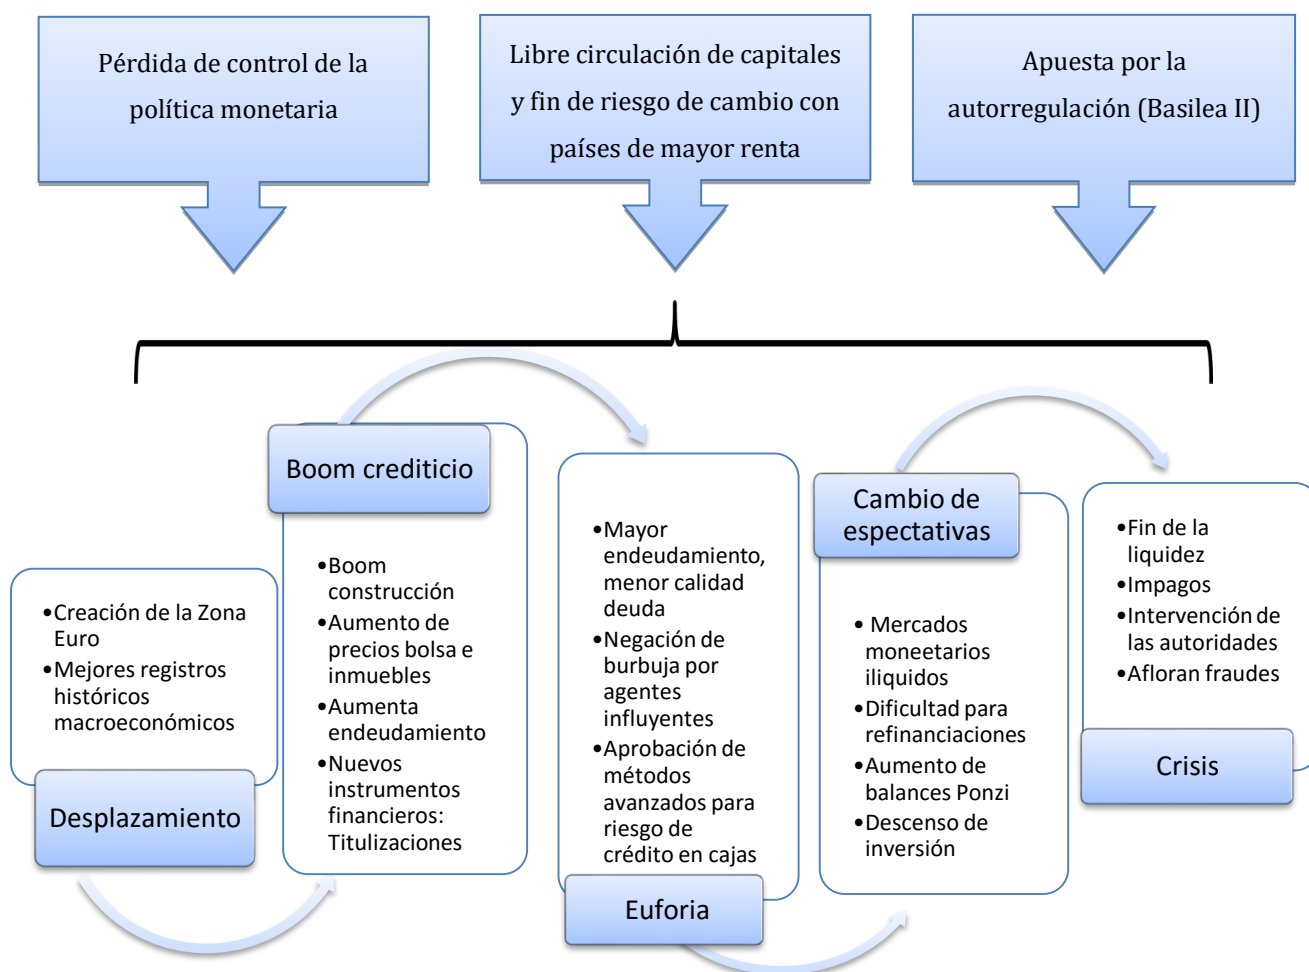 Pérdida de control de la
política monetaria
Libre circulación de capitales
y fin de riesgo de cambio con
países de mayor renta
Apuesta por la
autorregulación (Basilea II)
•Creación de la Zona
Euro
•Mejores registros
históricos
macroeconómicos
Desplazamiento
Boom crediticio
•Boom
construcción
•Aumento de
precios bolsa e
inmuebles
•Aumenta
endeudamiento
•Nuevos
instrumentos
financieros:
Titulizaciones
•Mayor
endeudamiento,
menor calidad
deuda
•Negación de
burbuja por
agentes
influyentes
•Aprobación de
métodos
avanzados para
riesgo de
crédito en cajas
Euforia
Cambio de
espectativas
• Mercados
moneetarios
iliquidos
•Dificultad para
refinanciaciones
•Aumento de
balances Ponzi
•Descenso de
inversión
•Fin de la
liquidez
•Impagos
•Intervención de
las autoridades
•Afloran fraudes
Crisis